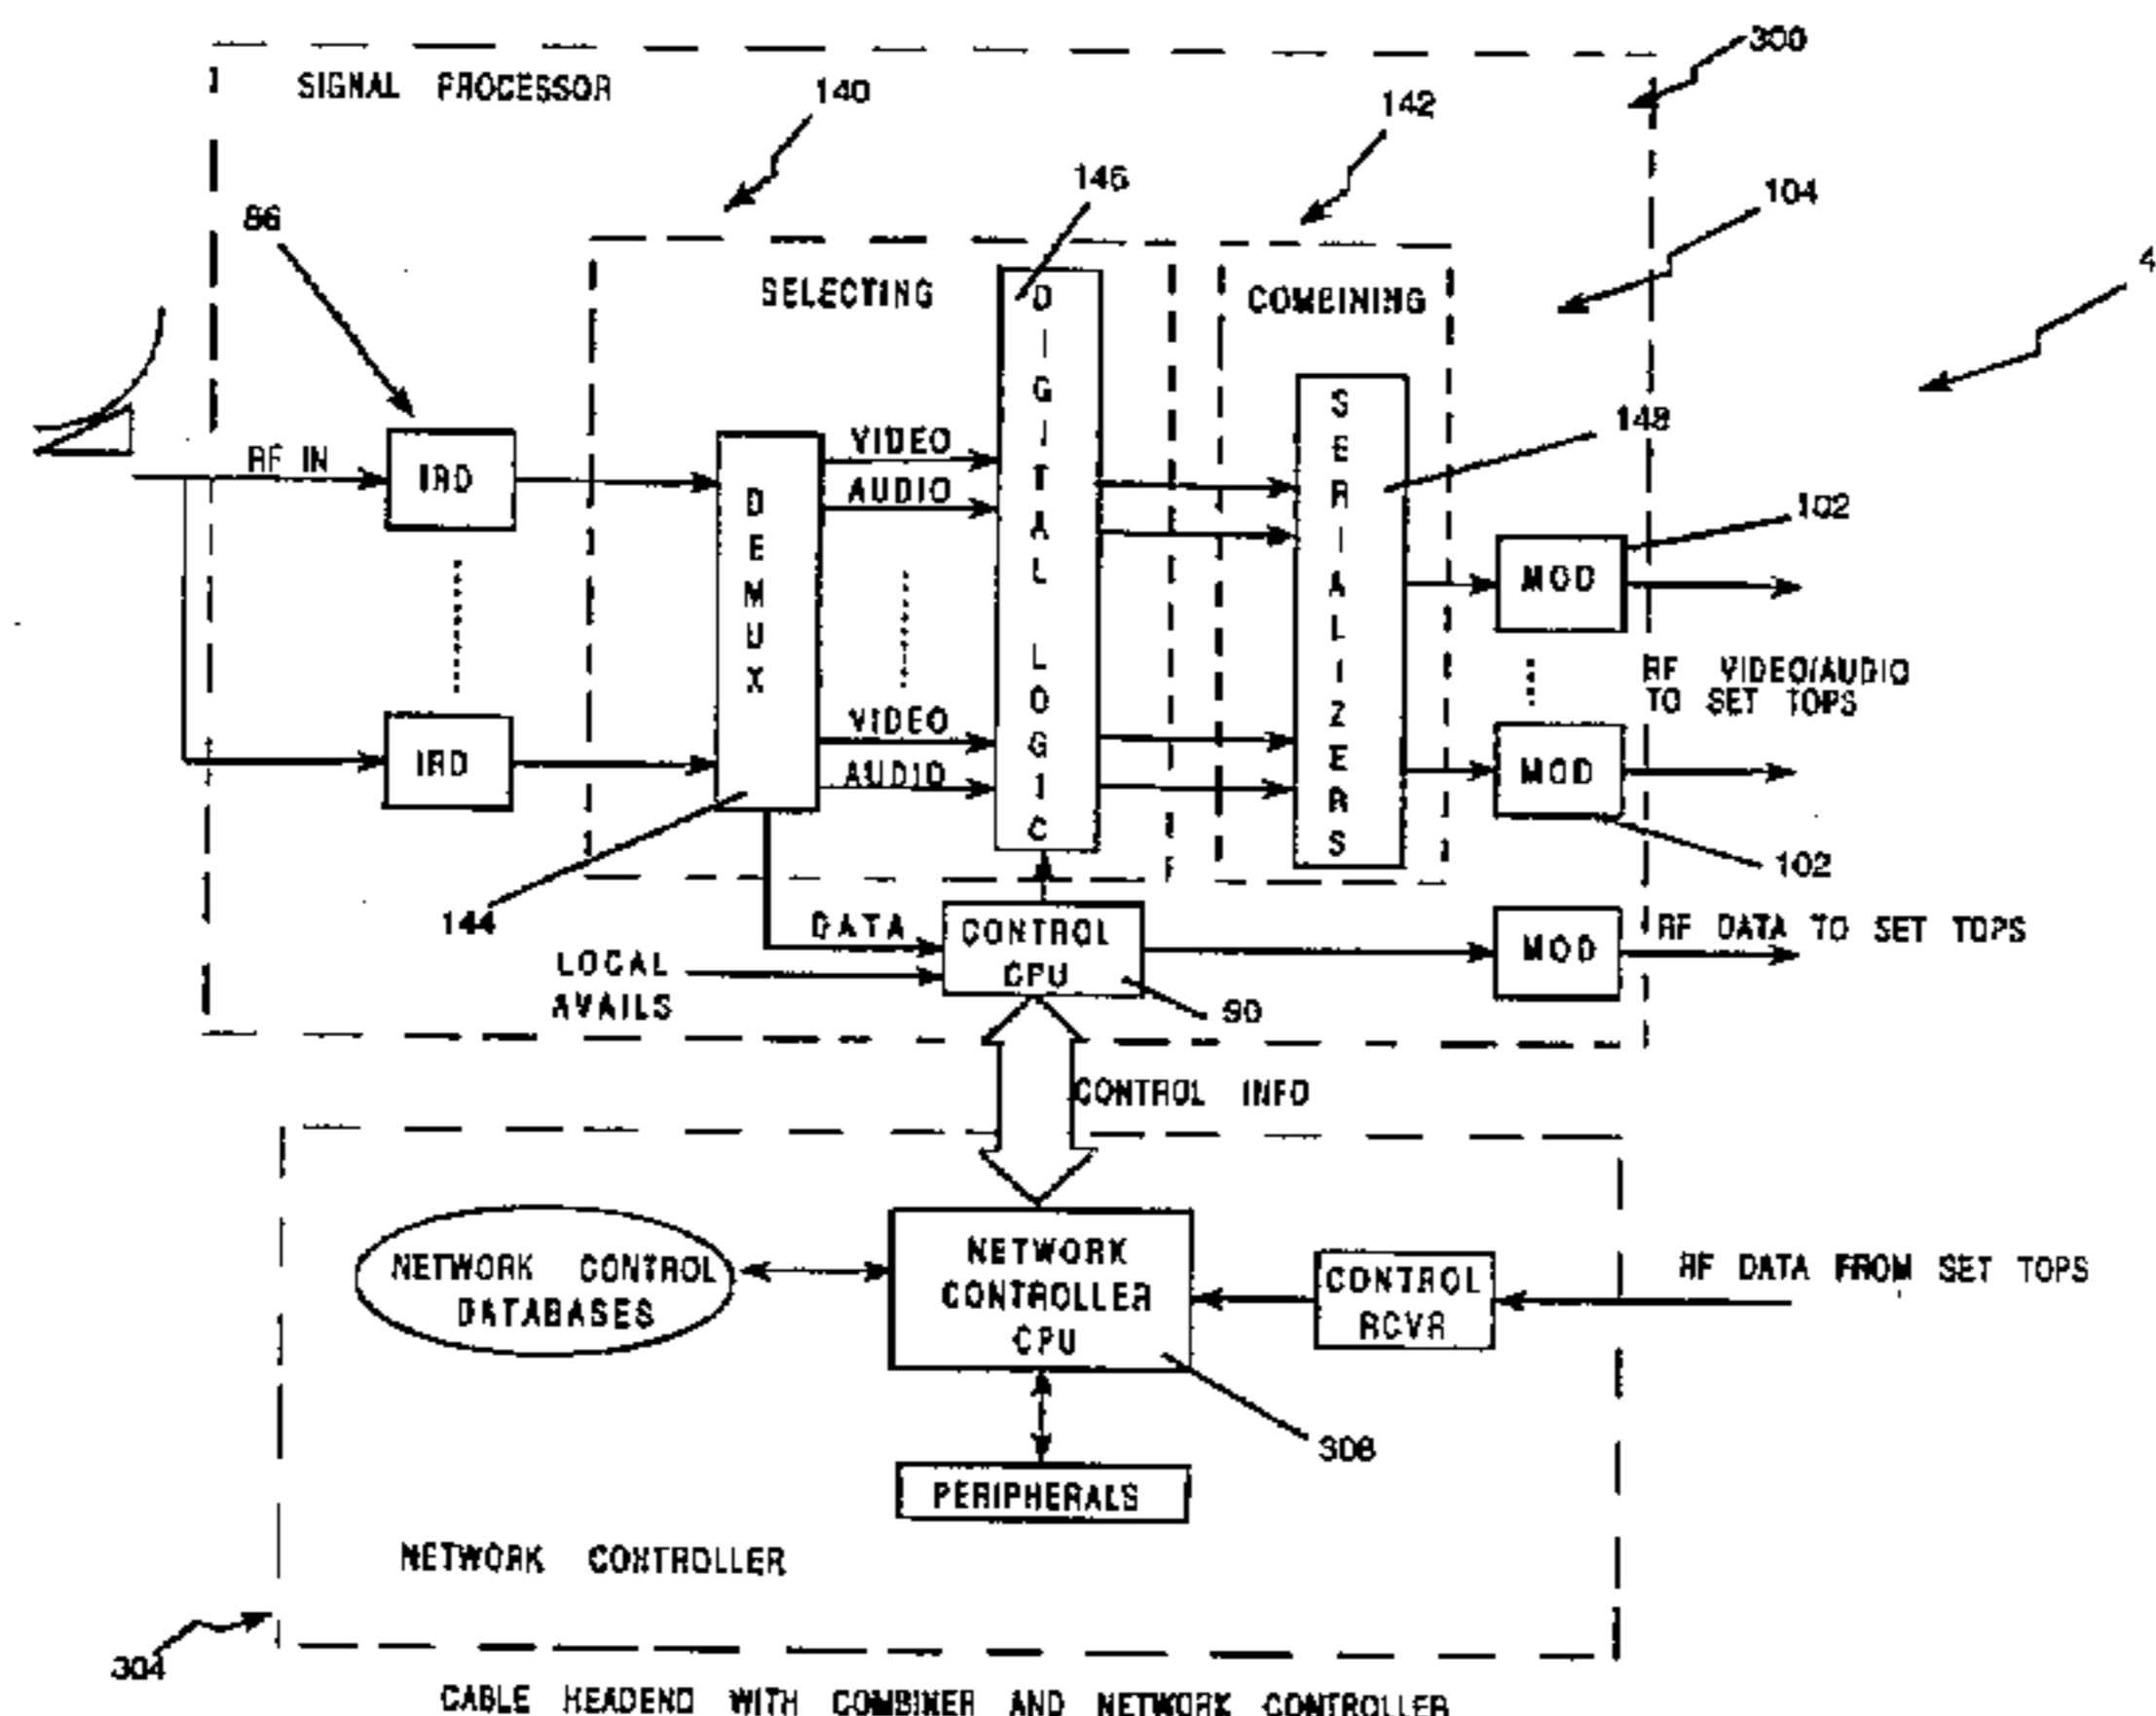 300
SIGNAL PROCESSOR
140
142
146
104
86
4
SELECTING
COMBINING
DIGITAL LOGIC
SERIALIZERS
148
RF IN
IRD
DEMUX
VIDEO
AUDIO
102
MOD
RF VIDEO/AUDIO
TO SET TOPS
IRD
VIDEO
AUDIO
MOD
102
144
DATA
CONTROL
CPU
MOD
RF DATA TO SET TOPS
LOCAL
AVAILS
90
CONTROL INFO
NETWORK CONTROL
DATABASES
NETWORK
CONTROLLER
CPU
CONTROL
RCVR
RF DATA FROM SET TOPS
308
PERIPHERALS
NETWORK CONTROLLER
304
CABLE HEADEND WITH COMBINER AND NETWORK CONTROLLER